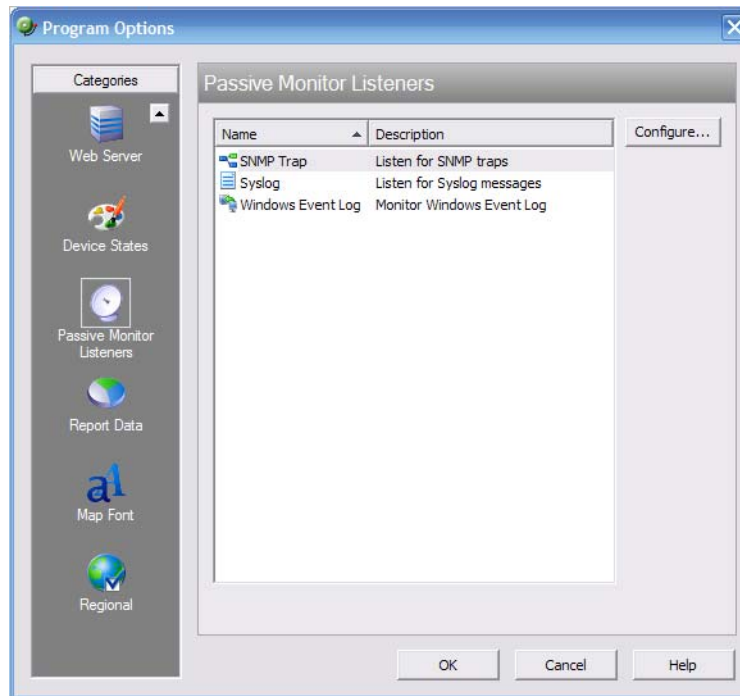 Program Options
Categories
Web Server
Device States
Passive Monitor
Listeners
Report Data
Map Font
Regional
Passive Monitor Listeners
Name Description
SNMP Trap Listen for SNMP traps
Syslog Listen for Syslog messages
Windows Event Log Monitor Windows Event Log
Configure...
OK Cancel Help